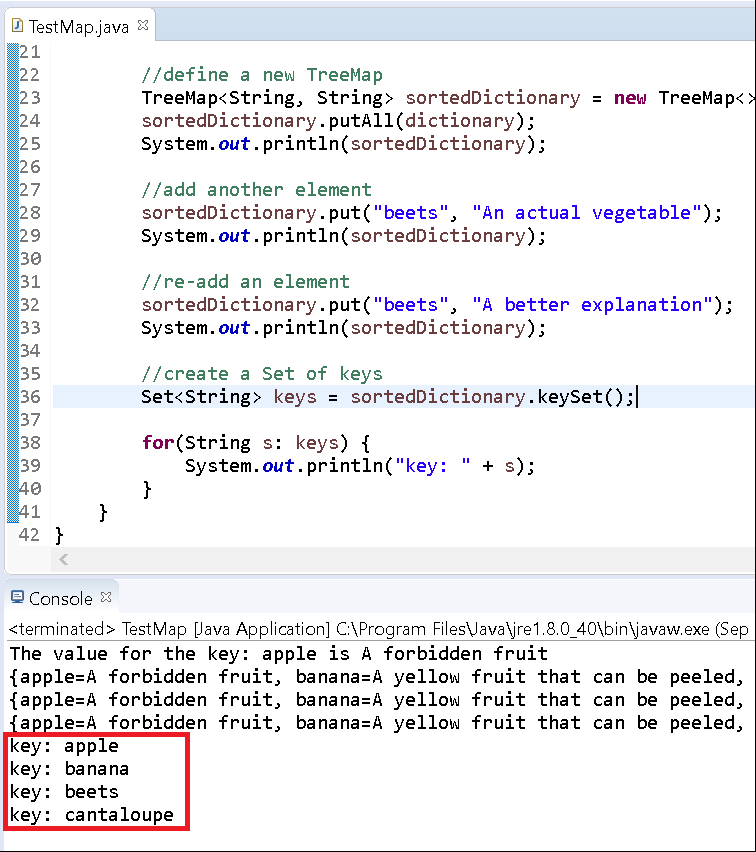 TestMap.java
21
22 //define a new TreeMap
23 TreeMap<String, String> sortedDictionary = new TreeMap<>
24 sortedDictionary.putAll(dictionary);
25 System.out.println(sortedDictionary);
26
27 //add another element
28 sortedDictionary.put("beets", "An actual vegetable");
29 System.out.println(sortedDictionary);
30
31 //re-add an element
32 sortedDictionary.put("beets", "A better explanation");
33 System.out.println(sortedDictionary);
34
35 //create a Set of keys
36 Set<String> keys = sortedDictionary.keySet();
37
38 for(String s: keys) {
39 System.out.println("key: " + s);
40 }
41 }
42 }
Console
<terminated> TestMap [Java Application] C:\Program Files\Java\jre1.8.0_40\bin\javaw.exe (Sep
The value for the key: apple is A forbidden fruit
{apple=A forbidden fruit, banana=A yellow fruit that can be peeled,
{apple=A forbidden fruit, banana=A yellow fruit that can be peeled,
{apple=A forbidden fruit, banana=A yellow fruit that can be peeled,
key: apple
key: banana
key: beets
key: cantaloupe